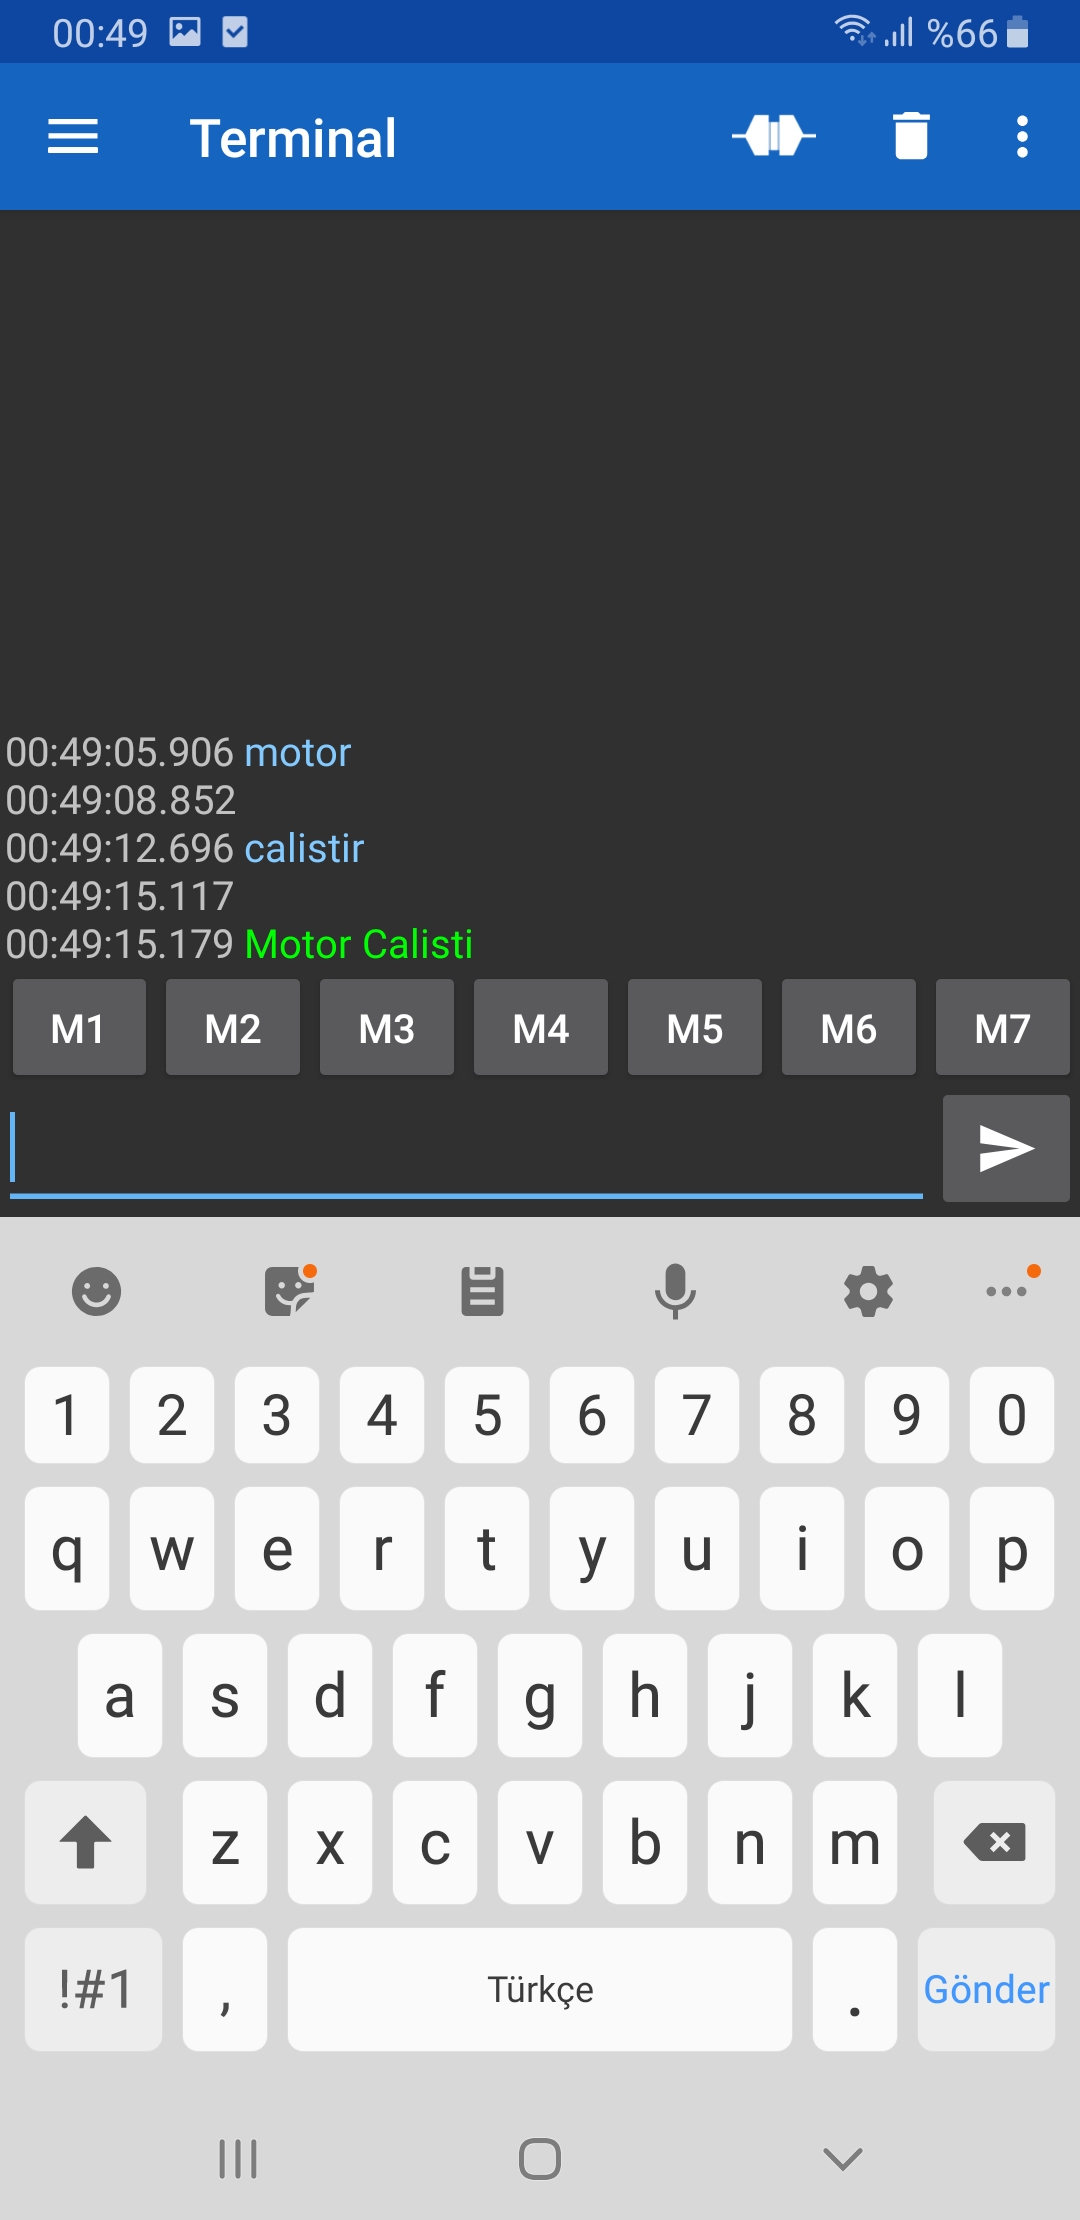 00:49 %66
Terminal
00:49:05.906 motor
00:49:08.852
00:49:12.696 calistir
00:49:15.117
00:49:15.179 Motor Calisti
M1 M2 M3 M4 M5 M6 M7
1 2 3 4 5 6 7 8 9 0
q w e r t y u i o p
a s d f g h j k l
z x c v b n m
!#1 , Türkçe . Gönder